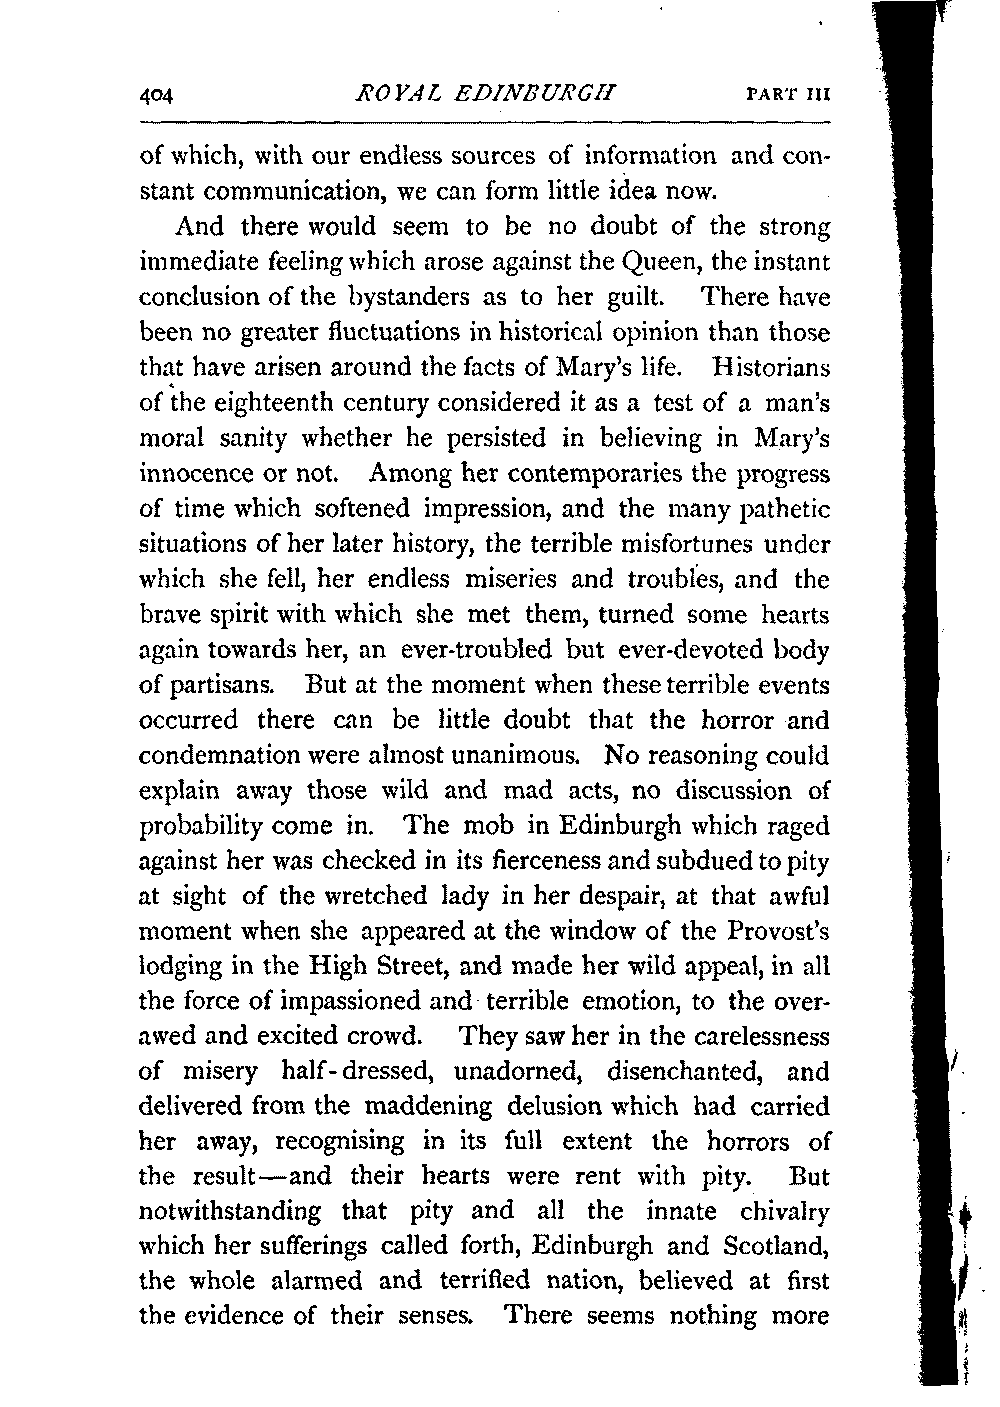 404 ROYAL EDINBURGH PART III
of which, with our endless sources of information and con-
stant communication, we can form little idea now.
And there would seem to be no doubt of the strong
immediate feeling which arose against the Queen, the instant
conclusion of the bystanders as to her guilt. There have
been no greater fluctuations in historical opinion than those
that have arisen around the facts of Mary's life. Historians
of the eighteenth century considered it as a test of a man's
moral sanity whether he persisted in believing in Mary's
innocence or not. Among her contemporaries the progress
of time which softened impression, and the many pathetic
situations of her later history, the terrible misfortunes under
which she fell, her endless miseries and troubles, and the
brave spirit with which she met them, turned some hearts
again towards her, an ever-troubled but ever-devoted body
of partisans. But at the moment when these terrible events
occurred there can be little doubt that the horror and
condemnation were almost unanimous. No reasoning could
explain away those wild and mad acts, no discussion of
probability come in. The mob in Edinburgh which raged
against her was checked in its fierceness and subdued to pity
at sight of the wretched lady in her despair, at that awful
moment when she appeared at the window of the Provost's
lodging in the High Street, and made her wild appeal, in all
the force of impassioned and terrible emotion, to the over-
awed and excited crowd. They saw her in the carelessness
of misery half-dressed, unadorned, disenchanted, and
delivered from the maddening delusion which had carried
her away, recognising in its full extent the horrors of
the result—and their hearts were rent with pity. But
notwithstanding that pity and all the innate chivalry
which her sufferings called forth, Edinburgh and Scotland,
the whole alarmed and terrified nation, believed at first
the evidence of their senses. There seems nothing more